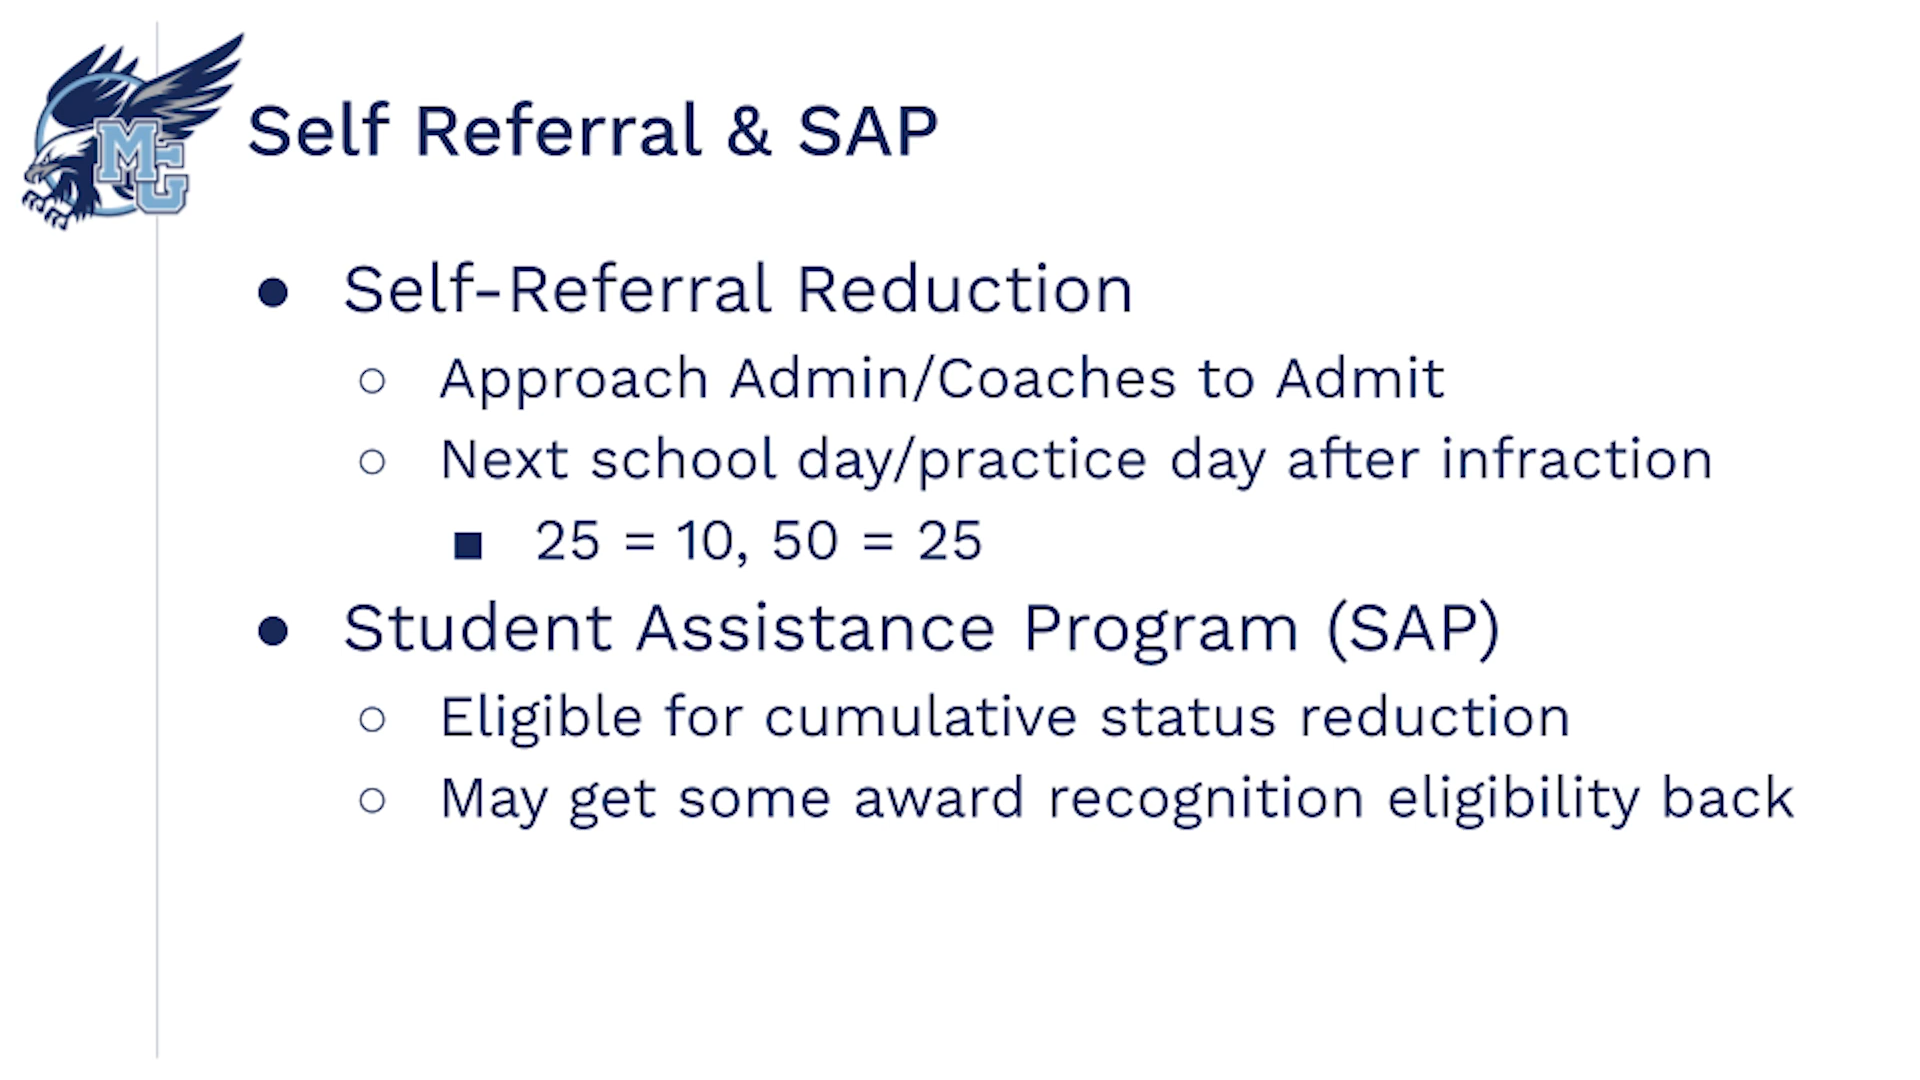 MG
Self Referral & SAP
● Self-Referral Reduction
○ Approach Admin/Coaches to Admit
○ Next school day/practice day after infraction
■ 25 = 10, 50 = 25
● Student Assistance Program (SAP)
○ Eligible for cumulative status reduction
○ May get some award recognition eligibility back